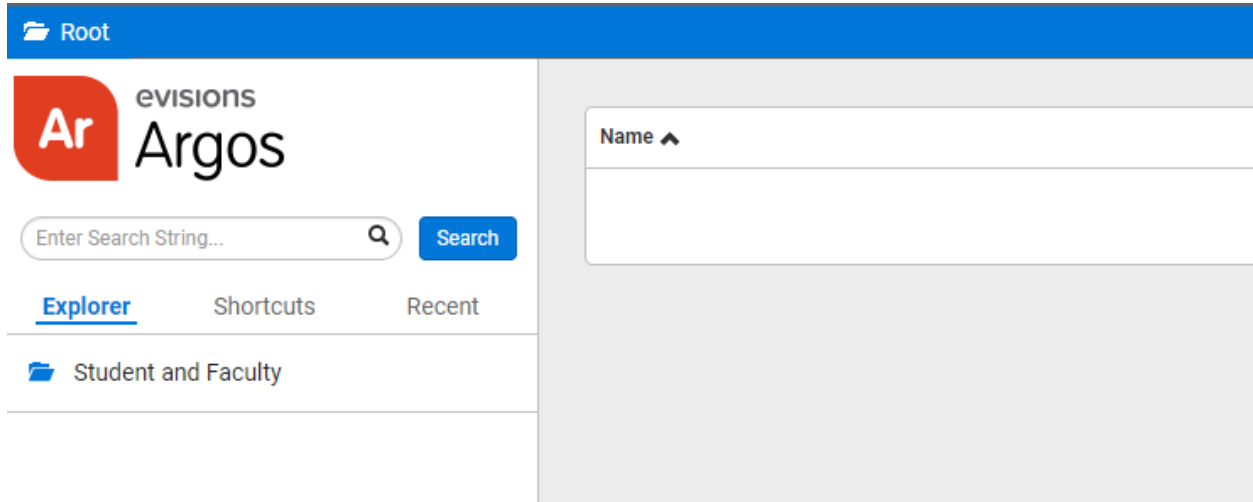 Root
Ar
evisions
Argos
Enter Search String...
Search
Explorer
Shortcuts
Recent
Student and Faculty
Name